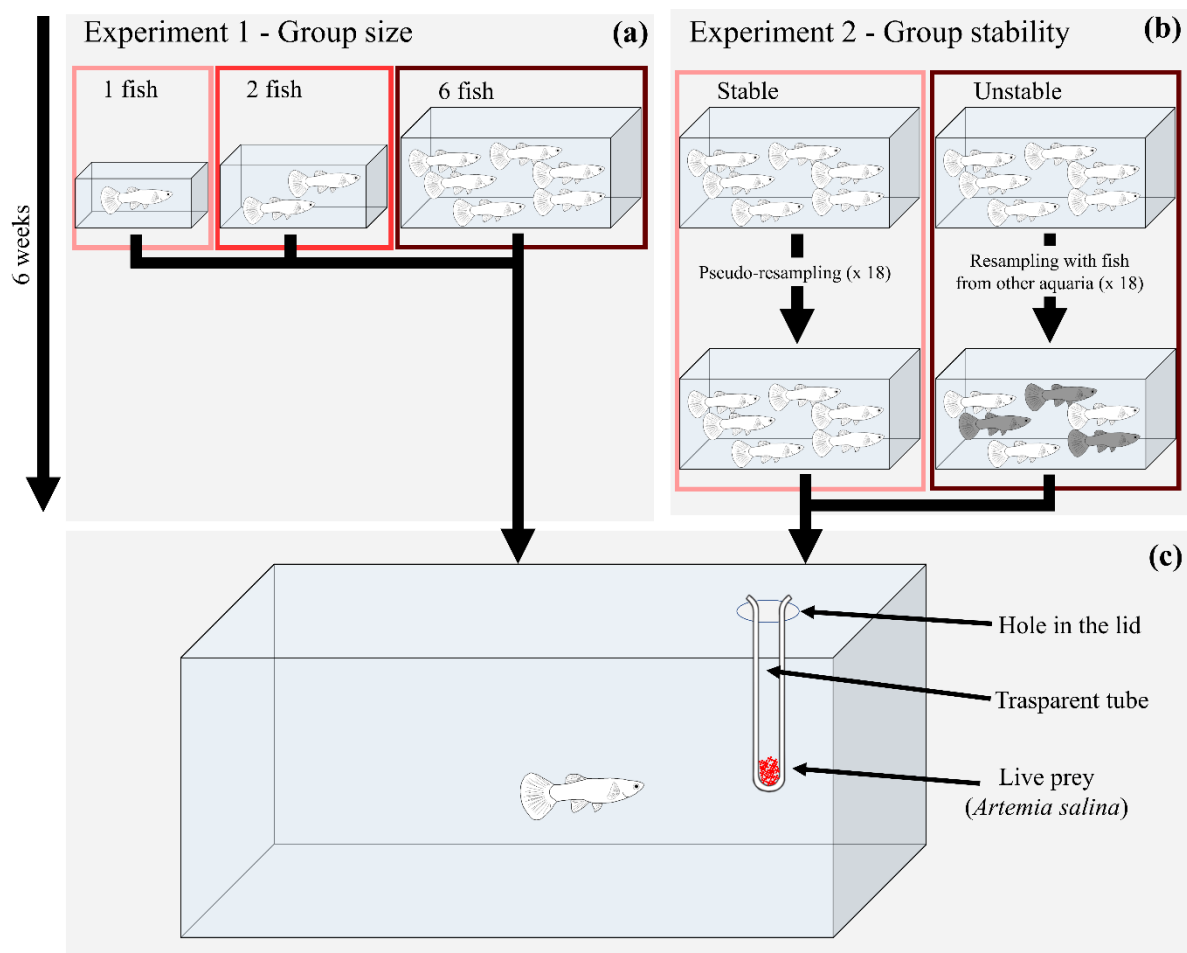 6 weeks
Experiment 1 - Group size
(a)
1 fish
2 fish
6 fish
Experiment 2 - Group stability
(b)
Stable
Unstable
Pseudo-resampling (x 18)
Resampling with fish
from other aquaria (x 18)
(c)
Hole in the lid
Trasparent tube
Live prey
(Artemia salina)